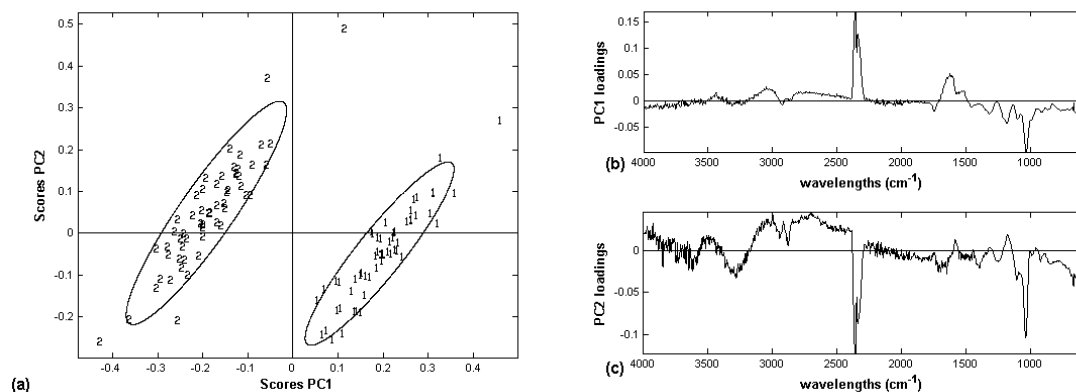 0.5
0.4
0.3
0.2
0.1
0
-0.1
-0.2
Scores PC2
-0.4 -0.3 -0.2 -0.1 0 0.1 0.2 0.3 0.4
Scores PC1
(a)
0.15
0.1
0.05
0
-0.05
PC1 loadings
4000 3500 3000 2500 2000 1500 1000
(b)
wavelengths (cm-1)
0
-0.05
-0.1
PC2 loadings
4000 3500 3000 2500 2000 1500 1000
(c)
wavelengths (cm-1)